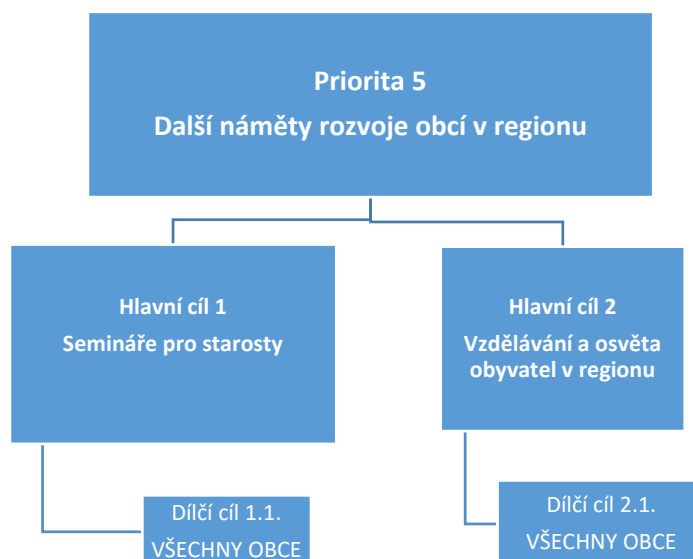 Priorita 5
Další náměty rozvoje obcí v regionu
Hlavní cíl 1
Semináře pro starosty
Hlavní cíl 2
Vzdělávání a osvěta
obyvatel v regionu
Dílčí cíl 1.1.
VŠECHNY OBCE
Dílčí cíl 2.1.
VŠECHNY OBCE